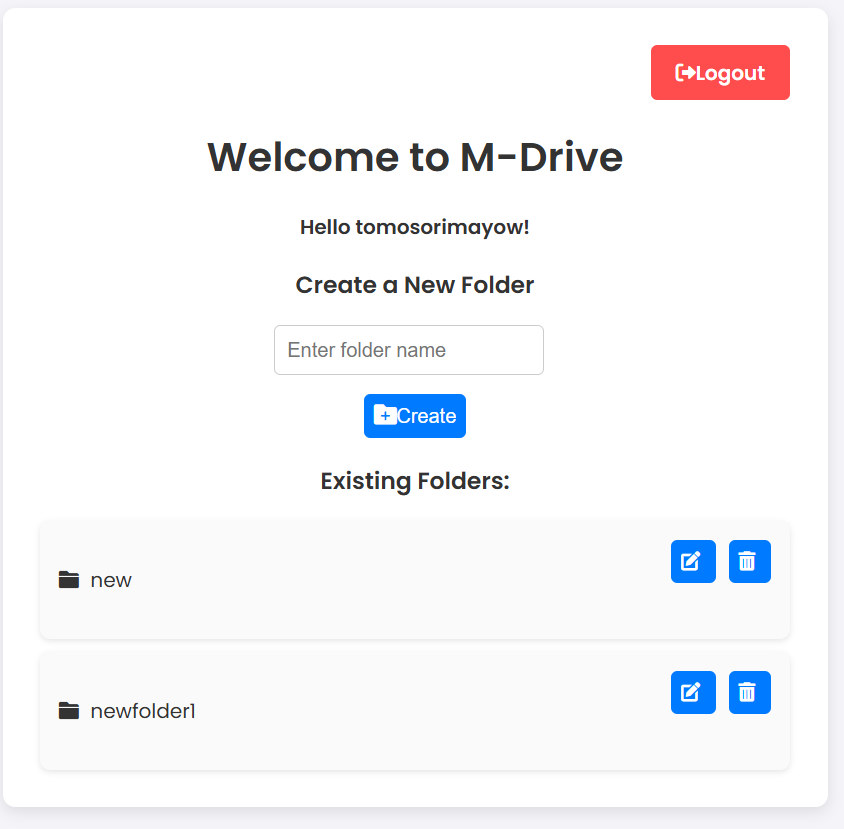 Logout
Welcome to M-Drive
Hello tomosorimayow!
Create a New Folder
Enter folder name
Create
Existing Folders:
new
newfolder1